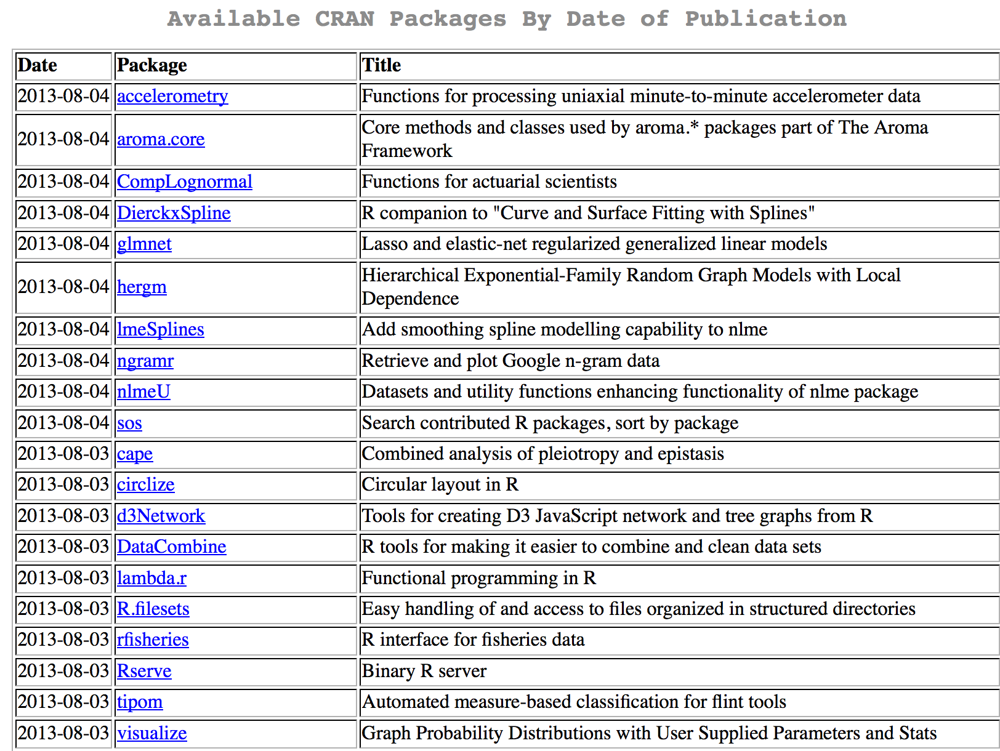 Available CRAN Packages By Date of Publication
Date Package Title
2013-08-04 accelerometry Functions for processing uniaxial minute-to-minute accelerometer data
2013-08-04 aroma.core Core methods and classes used by aroma.* packages part of The Aroma
Framework
2013-08-04 CompLognormal Functions for actuarial scientists
2013-08-04 DierckxSpline R companion to "Curve and Surface Fitting with Splines"
2013-08-04 glmnet Lasso and elastic-net regularized generalized linear models
2013-08-04 hergm Hierarchical Exponential-Family Random Graph Models with Local
Dependence
2013-08-04 lmeSplines Add smoothing spline modelling capability to nlme
2013-08-04 ngramr Retrieve and plot Google n-gram data
2013-08-04 nlmeU Datasets and utility functions enhancing functionality of nlme package
2013-08-04 sos Search contributed R packages, sort by package
2013-08-03 cape Combined analysis of pleiotropy and epistasis
2013-08-03 circlize Circular layout in R
2013-08-03 d3Network Tools for creating D3 JavaScript network and tree graphs from R
2013-08-03 DataCombine R tools for making it easier to combine and clean data sets
2013-08-03 lambda.r Functional programming in R
2013-08-03 R.filesets Easy handling of and access to files organized in structured directories
2013-08-03 rfisheries R interface for fisheries data
2013-08-03 Rserve Binary R server
2013-08-03 tipom Automated measure-based classification for flint tools
2013-08-03 visualize Graph Probability Distributions with User Supplied Parameters and Stats